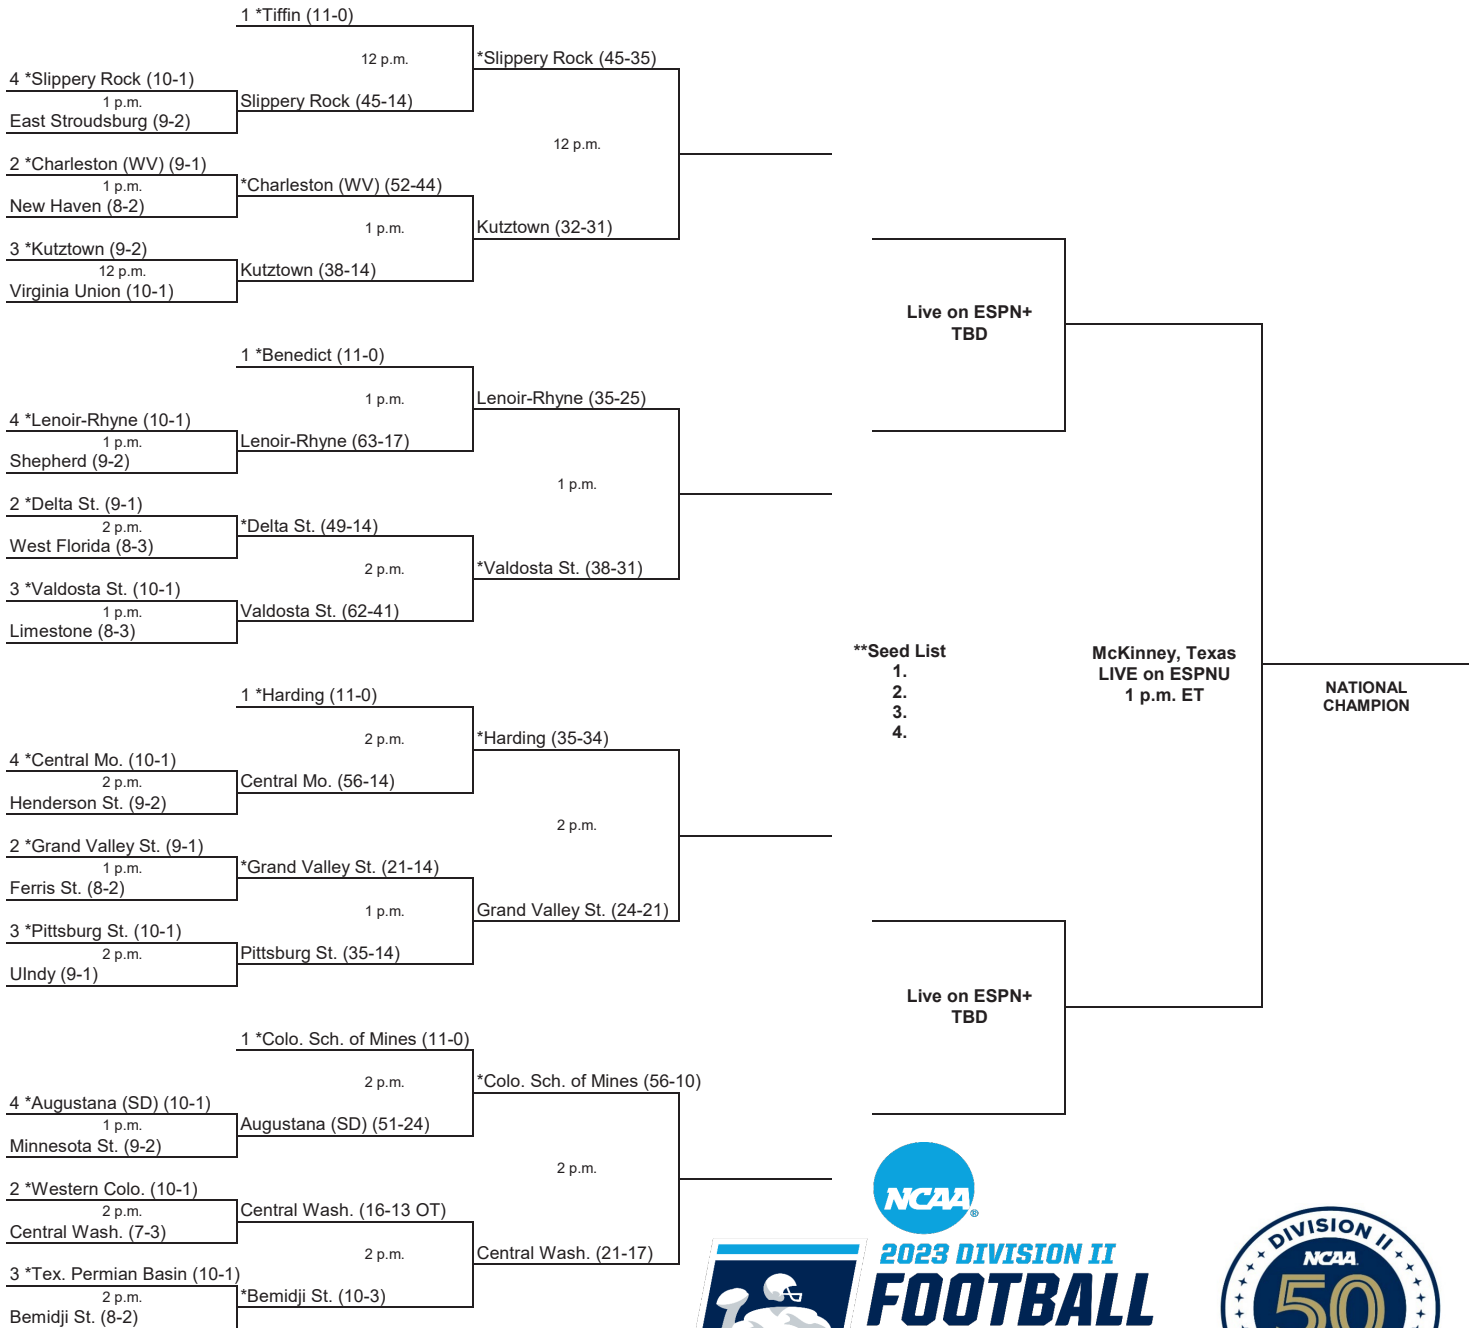 1 *Tiffin (11-0)
12 p.m.
*Slippery Rock (45-35)
4 *Slippery Rock (10-1)
1 p.m.
Slippery Rock (45-14)
East Stroudsburg (9-2)
12 p.m.
2 *Charleston (WV) (9-1)
1 p.m.
*Charleston (WV) (52-44)
New Haven (8-2)
1 p.m.
Kutztown (32-31)
3 *Kutztown (9-2)
12 p.m.
Kutztown (38-14)
Virginia Union (10-1)
Live on ESPN+
TBD
1 *Benedict (11-0)
1 p.m.
Lenoir-Rhyne (35-25)
4 *Lenoir-Rhyne (10-1)
1 p.m.
Lenoir-Rhyne (63-17)
Shepherd (9-2)
1 p.m.
2 *Delta St. (9-1)
2 p.m.
*Delta St. (49-14)
West Florida (8-3)
2 p.m.
*Valdosta St. (38-31)
3 *Valdosta St. (10-1)
1 p.m.
Valdosta St. (62-41)
Limestone (8-3)
**Seed List
1.
2.
3.
4.
McKinney, Texas
LIVE on ESPNU
1 p.m. ET
NATIONAL
CHAMPION
1 *Harding (11-0)
2 p.m.
*Harding (35-34)
4 *Central Mo. (10-1)
2 p.m.
Central Mo. (56-14)
Henderson St. (9-2)
2 p.m.
2 *Grand Valley St. (9-1)
1 p.m.
*Grand Valley St. (21-14)
Ferris St. (8-2)
1 p.m.
Grand Valley St. (24-21)
3 *Pittsburg St. (10-1)
2 p.m.
Pittsburg St. (35-14)
UIndy (9-1)
Live on ESPN+
TBD
1 *Colo. Sch. of Mines (11-0)
2 p.m.
*Colo. Sch. of Mines (56-10)
4 *Augustana (SD) (10-1)
1 p.m.
Augustana (SD) (51-24)
Minnesota St. (9-2)
2 p.m.
2 *Western Colo. (10-1)
2 p.m.
Central Wash. (16-13 OT)
Central Wash. (7-3)
2 p.m.
Central Wash. (21-17)
3 *Tex. Permian Basin (10-1)
2 p.m.
*Bemidji St. (10-3)
Bemidji St. (8-2)
NCAA®
2023 DIVISION II
FOOTBALL
DIVISION II
NCAA
50